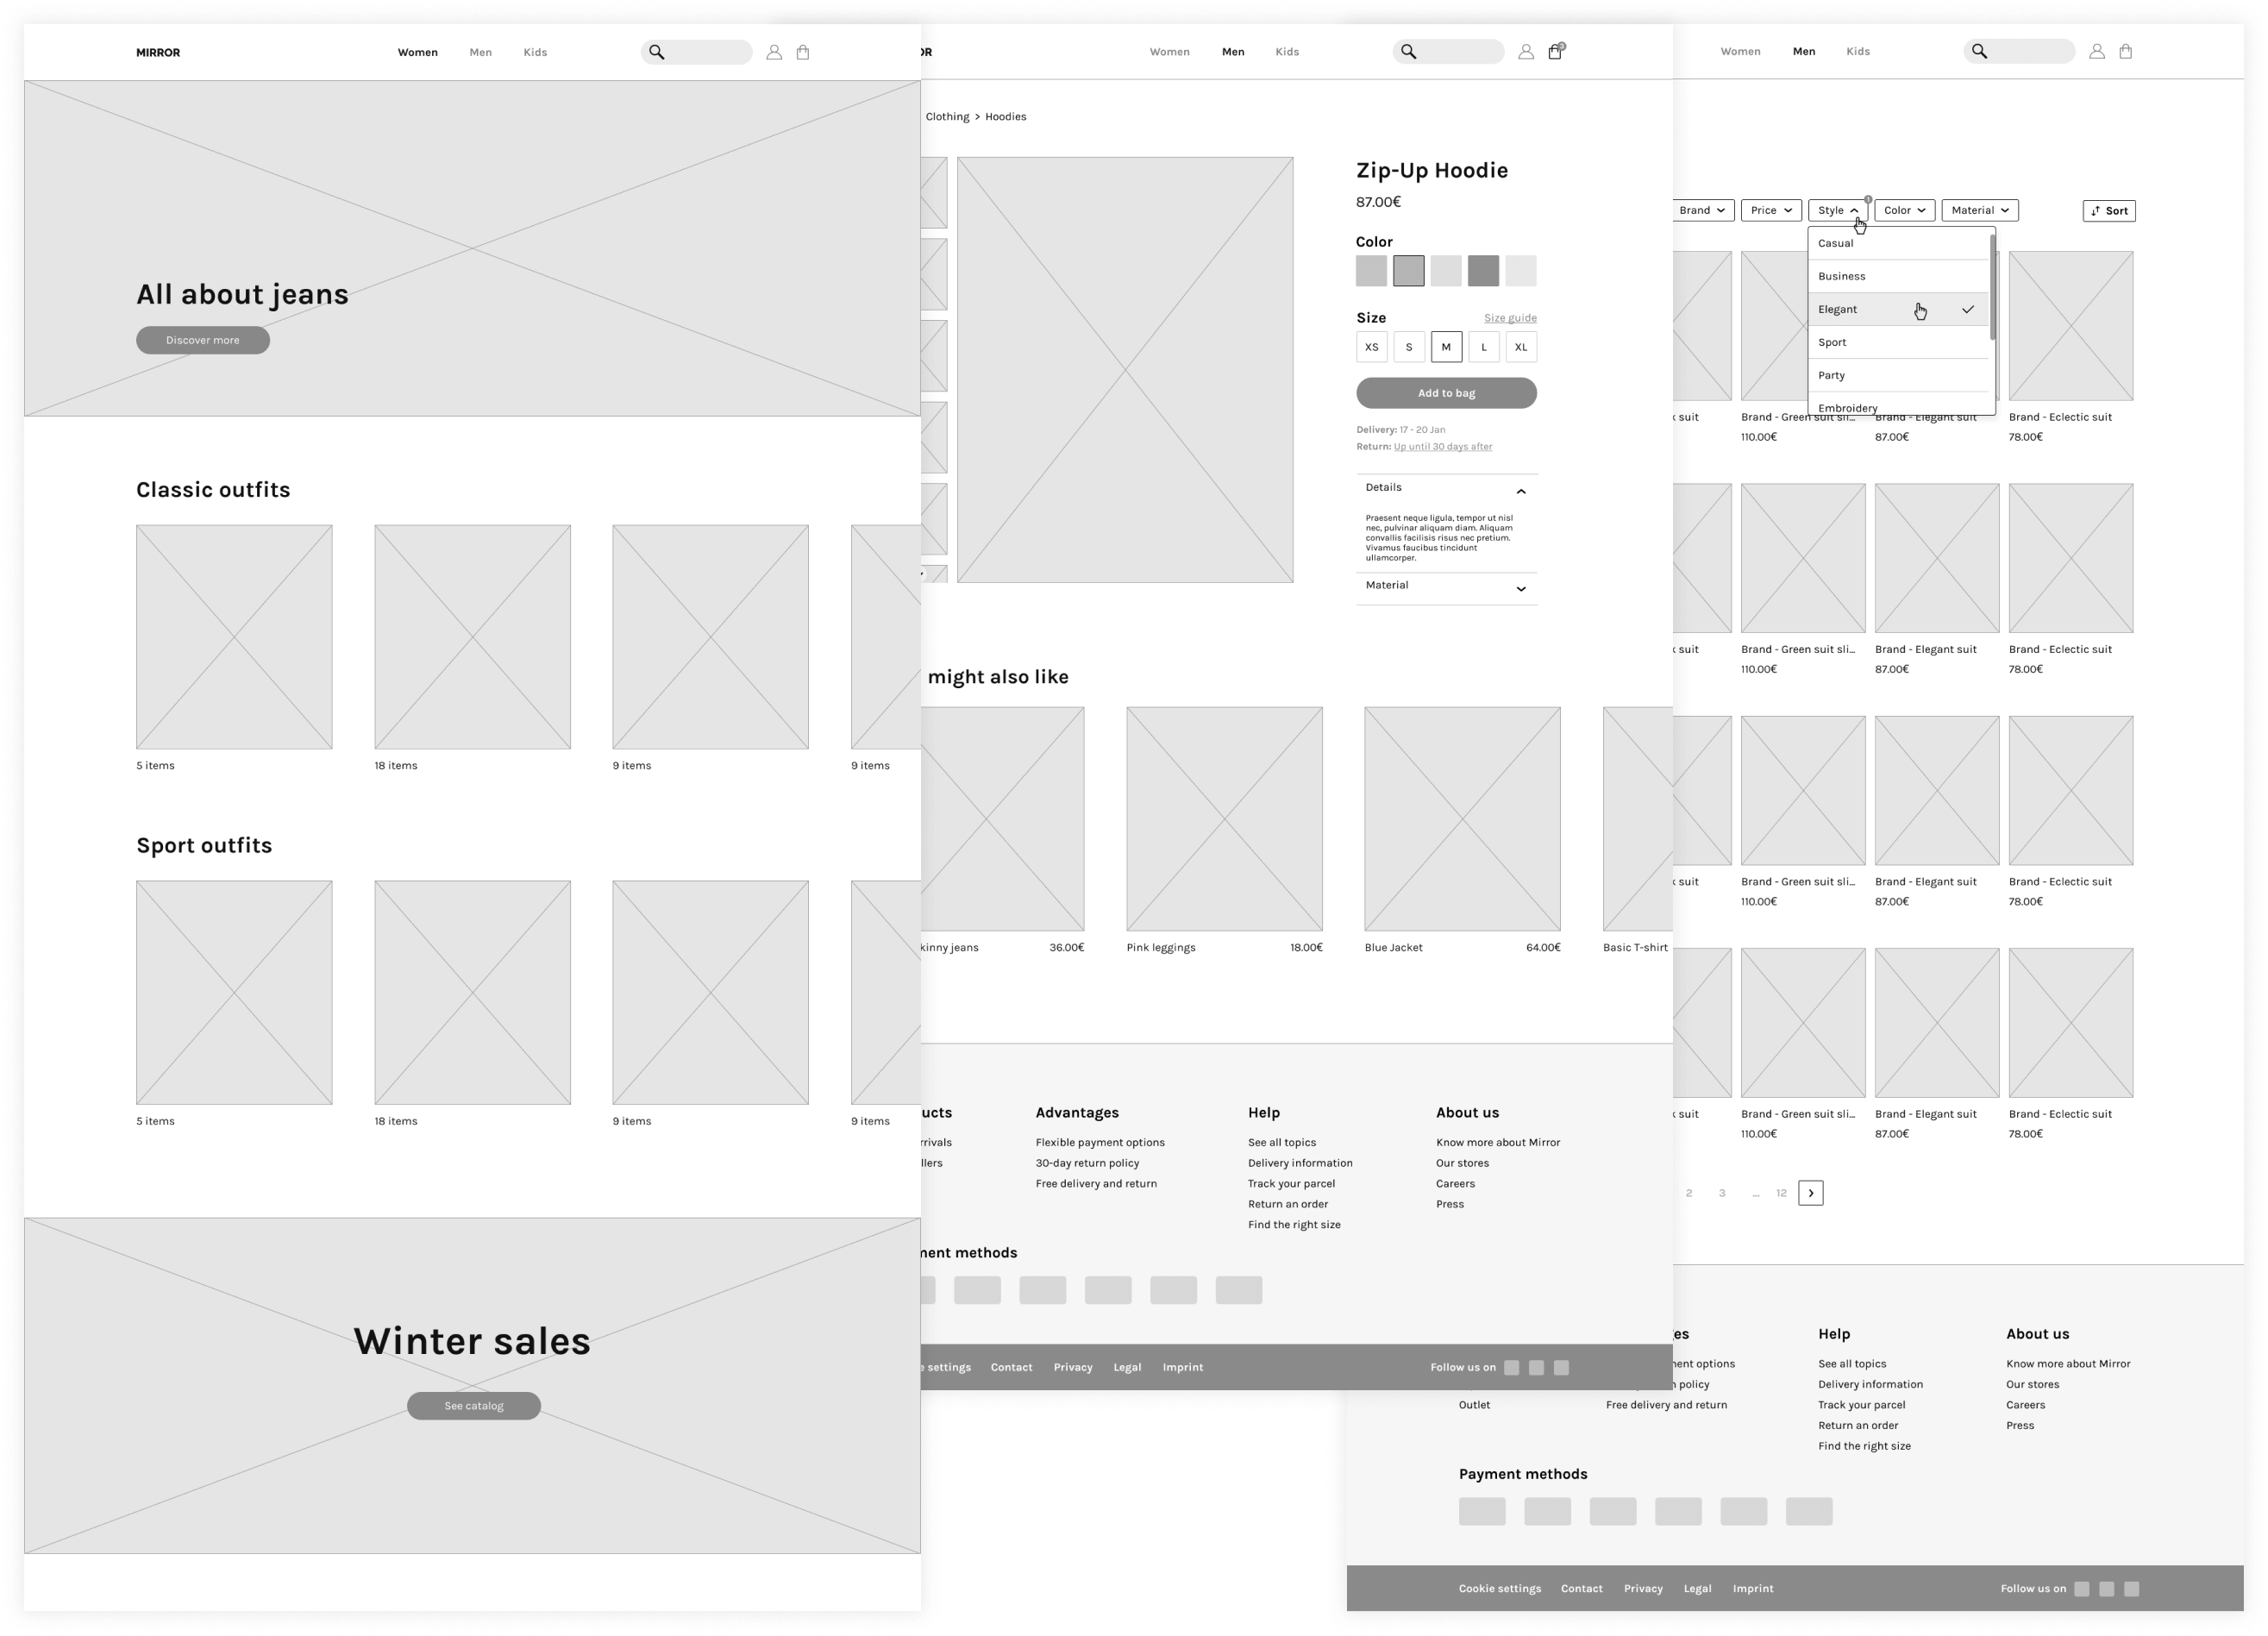 MIRROR
Women Men Kids
All about jeans
Discover more
Classic outfits
5 items 18 items 9 items 9 items
Sport outfits
5 items 18 items 9 items 9 items
Winter sales
See catalog
OR
Women Men Kids
3
Clothing > Hoodies
Zip-Up Hoodie
87.00€
Color
Size Size guide
XS S M L XL
Add to bag
Delivery: 17 - 20 Jan
Return: Up until 30 days after
Details
Praesent neque ligula, tempor ut nisl
nec, pulvinar aliquam diam. Aliquam
convallis facilisis risus nec pretium.
Vivamus faucibus tincidunt
ullamcorper.
Material
might also like
kinny jeans 36.00€ Pink leggings 18.00€ Blue Jacket 64.00€ Basic T-shirt
ucts Advantages Help About us
rivals Flexible payment options See all topics Know more about Mirror
llers 30-day return policy Delivery information Our stores
Free delivery and return Track your parcel Careers
Return an order Press
Find the right size
ment methods
settings Contact Privacy Legal Imprint Follow us on
Women Men Kids
Brand Price Style 1 Color Material Sort
Casual
Business
Elegant
Sport
Party
Embroidery
suit Brand - Green suit sli... Brand - Elegant suit Brand - Eclectic suit
110.00€ 87.00€ 78.00€
suit Brand - Green suit sli... Brand - Elegant suit Brand - Eclectic suit
110.00€ 87.00€ 78.00€
suit Brand - Green suit sli... Brand - Elegant suit Brand - Eclectic suit
110.00€ 87.00€ 78.00€
suit Brand - Green suit sli... Brand - Elegant suit Brand - Eclectic suit
110.00€ 87.00€ 78.00€
2 3 ... 12 >
es Help About us
ment options See all topics Know more about Mirror
policy Delivery information Our stores
Outlet Free delivery and return Track your parcel Careers
Return an order Press
Find the right size
Payment methods
Cookie settings Contact Privacy Legal Imprint Follow us on